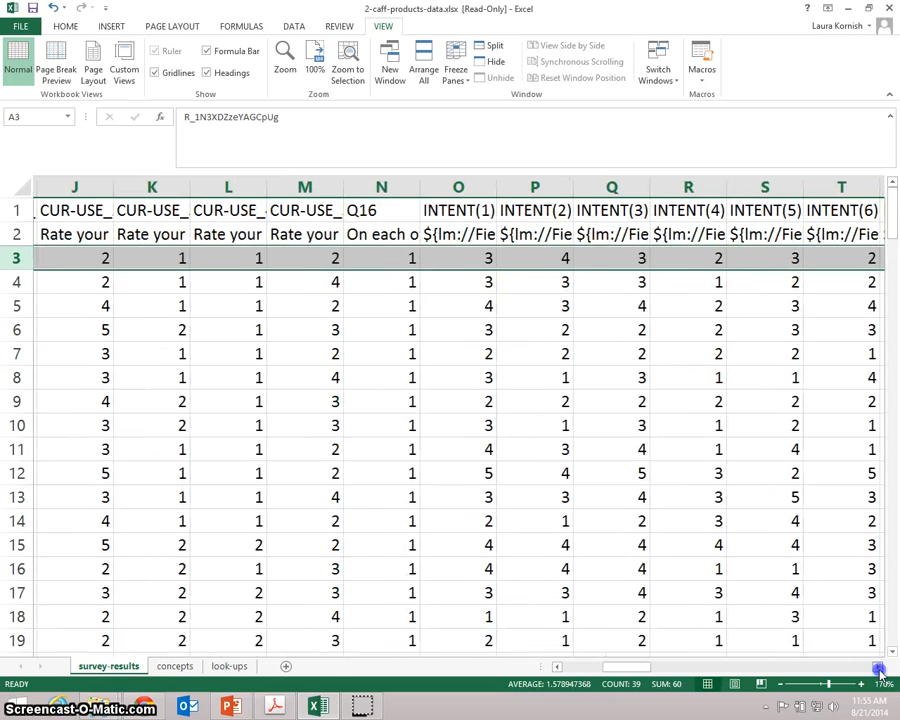 2-caff-products-data.xlsx [Read-Only] - Excel
FILE HOME INSERT PAGE LAYOUT FORMULAS DATA REVIEW VIEW Laura Kornish
Normal Page Break Preview Page Layout Custom Views
Ruler Formula Bar
Gridlines Headings
Zoom 100% Zoom to Selection
New Window Arrange All Freeze Panes
Split
Hide
Unhide
View Side by Side
Synchronous Scrolling
Reset Window Position
Switch Windows Macros
Workbook Views Show Zoom Window Macros
A3 fx R_1N3XDZzeYAGCpUg
J K L M N O P Q R S T
1 CUR-USE_ CUR-USE_ CUR-USE_ CUR-USE_ Q16 INTENT(1) INTENT(2) INTENT(3) INTENT(4) INTENT(5) INTENT(6)
2 Rate your Rate your Rate your Rate your On each o ${lm://Fie ${lm://Fie ${lm://Fie ${lm://Fie ${lm://Fie ${lm://Fie
3 2 1 1 2 1 3 4 3 2 3 2
4 2 1 1 4 1 3 3 3 1 2 2
5 4 1 1 2 1 4 3 4 2 3 4
6 5 2 1 3 1 3 2 2 2 3 3
7 3 1 1 2 1 2 2 2 2 2 1
8 3 1 1 4 1 3 1 3 1 1 4
9 4 2 1 3 1 2 2 2 2 2 2
10 3 2 1 3 1 3 1 3 1 2 1
11 3 1 1 2 1 4 3 4 1 4 1
12 5 1 1 2 1 5 4 5 3 2 5
13 3 1 1 4 1 3 3 4 3 5 3
14 4 1 1 2 1 2 1 2 3 4 2
15 5 2 2 2 1 4 4 4 4 4 3
16 2 2 1 3 1 4 4 4 1 1 3
17 3 2 2 3 1 3 3 4 3 4 3
18 2 2 2 4 1 1 1 2 1 3 1
19 2 2 2 3 1 2 1 2 1 1 1
survey-results concepts look-ups
READY AVERAGE: 1.578947368 COUNT: 39 SUM: 60 170%
Screencast-O-Matic.com
11:55 AM
8/21/2014